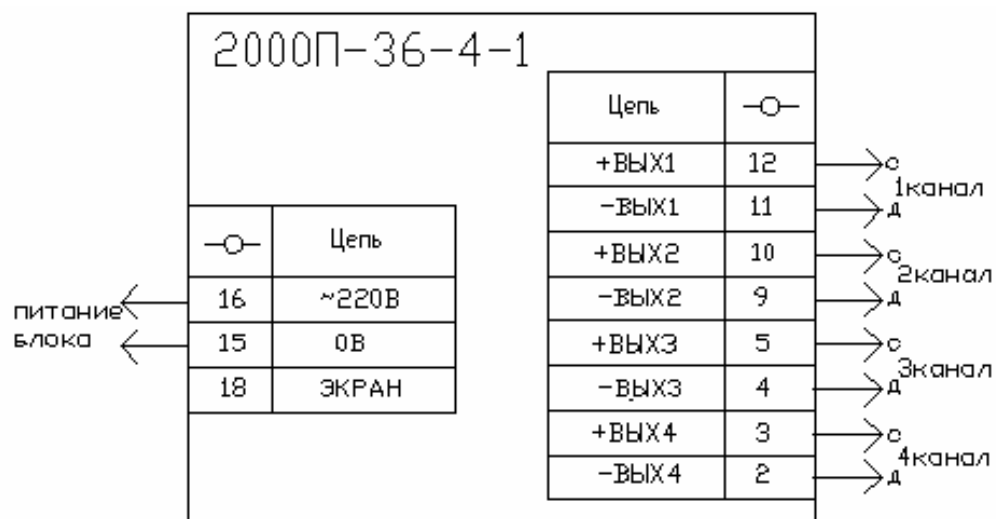 2000П-36-4-1
Цепь
+ВЫХ1 12 с
1канал
-ВЫХ1 11 д
+ВЫХ2 10 с
2канал
-ВЫХ2 9 д
+ВЫХ3 5 с
3канал
-ВЫХ3 4 д
+ВЫХ4 3 с
4канал
-ВЫХ4 2 д
Цепь
питание
блока
16 ~220В
15 0В
18 ЭКРАН